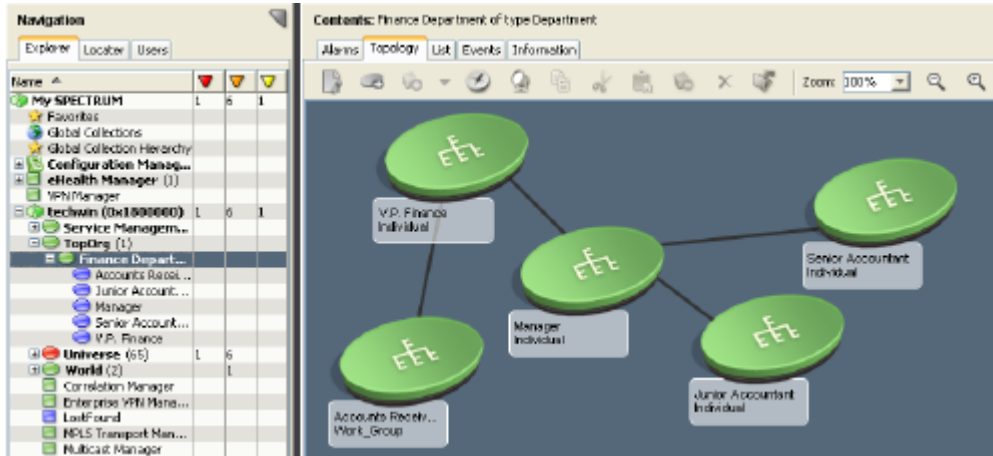 Navigation
Explorer Locater Users
Name
My SPECTRUM 1 6 1
Favorites
Global Collections
Global Collection Hierarchy
Configuration Manag...
eHealth Manager (1)
VPN Manager
techwin (0x1800000) 1 6 1
Service Managem...
TopOrg (1)
Finance Depart...
Accounts Recei...
Junior Account...
Manager
Senior Account...
V.P. Finance
Universe (65) 1 6
World (2) 1
Correlation Manager
Enterprise VPN Mana...
LostFound
MPLS Transport Man...
Multicast Manager
Contents: Finance Department of type Department
Alarms Topology List Events Information
Zoom: 100%
V.P. Finance
Individual
Senior Accountant
Individual
Manager
Individual
Junior Accountant
Individual
Accounts Receiv...
Work_Group